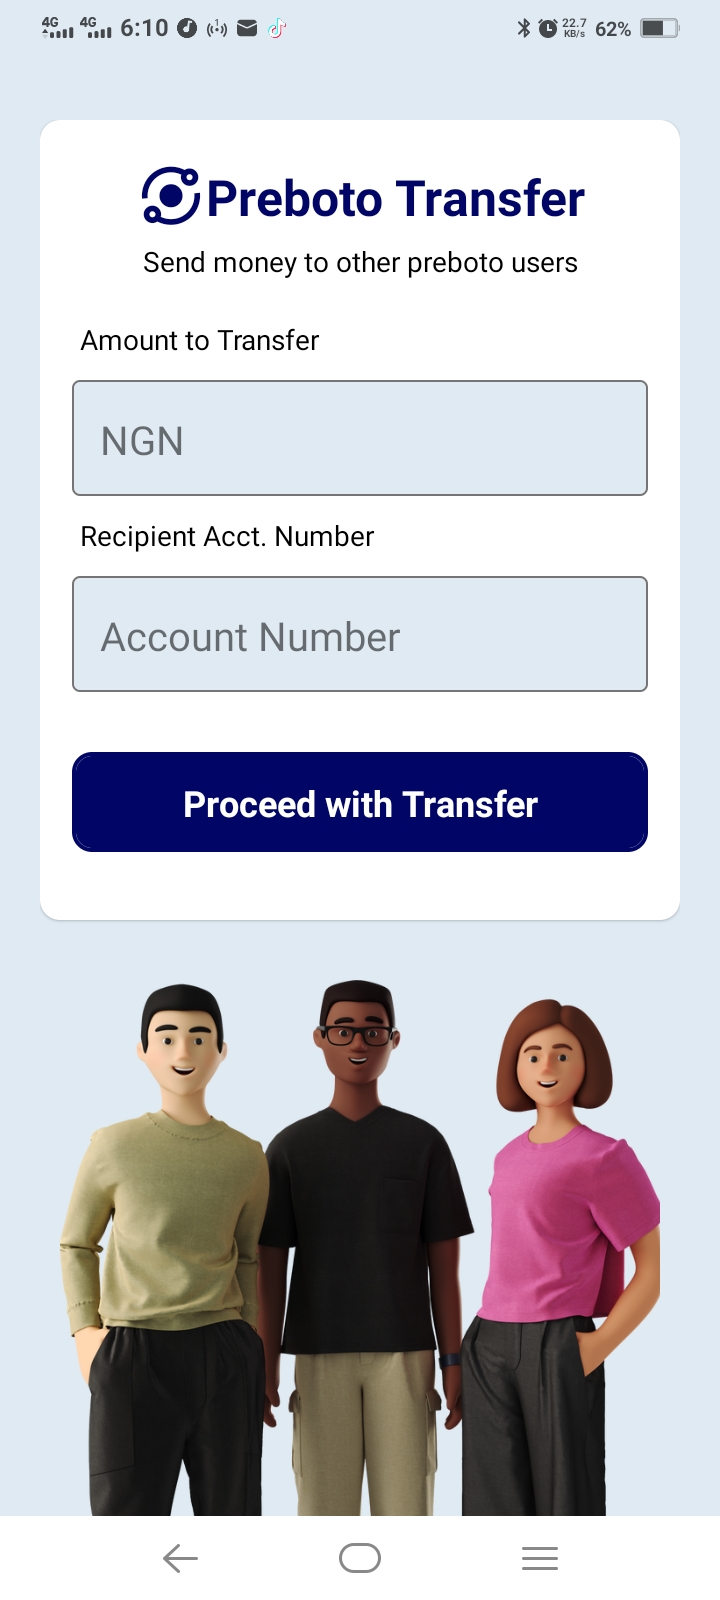 4G 4G 6:10 1 22.7 KB/s 62%
Preboto Transfer
Send money to other preboto users
Amount to Transfer
NGN
Recipient Acct. Number
Account Number
Proceed with Transfer